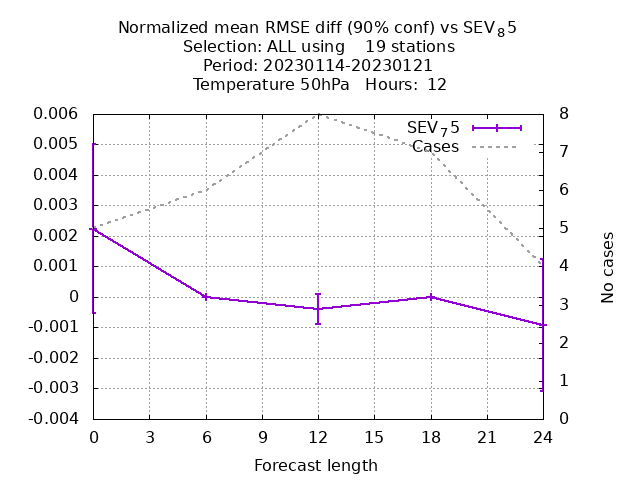 Normalized mean RMSE diff (90% conf) vs SEV₈5
Selection: ALL using 19 stations
Period: 20230114-20230121
Temperature 50hPa Hours: 12
SEV₇5
Cases
0.006
0.005
0.004
0.003
0.002
0.001
0
-0.001
-0.002
-0.003
-0.004
8
7
6
5
4
3
2
1
0
No cases
0 3 6 9 12 15 18 21 24
Forecast length